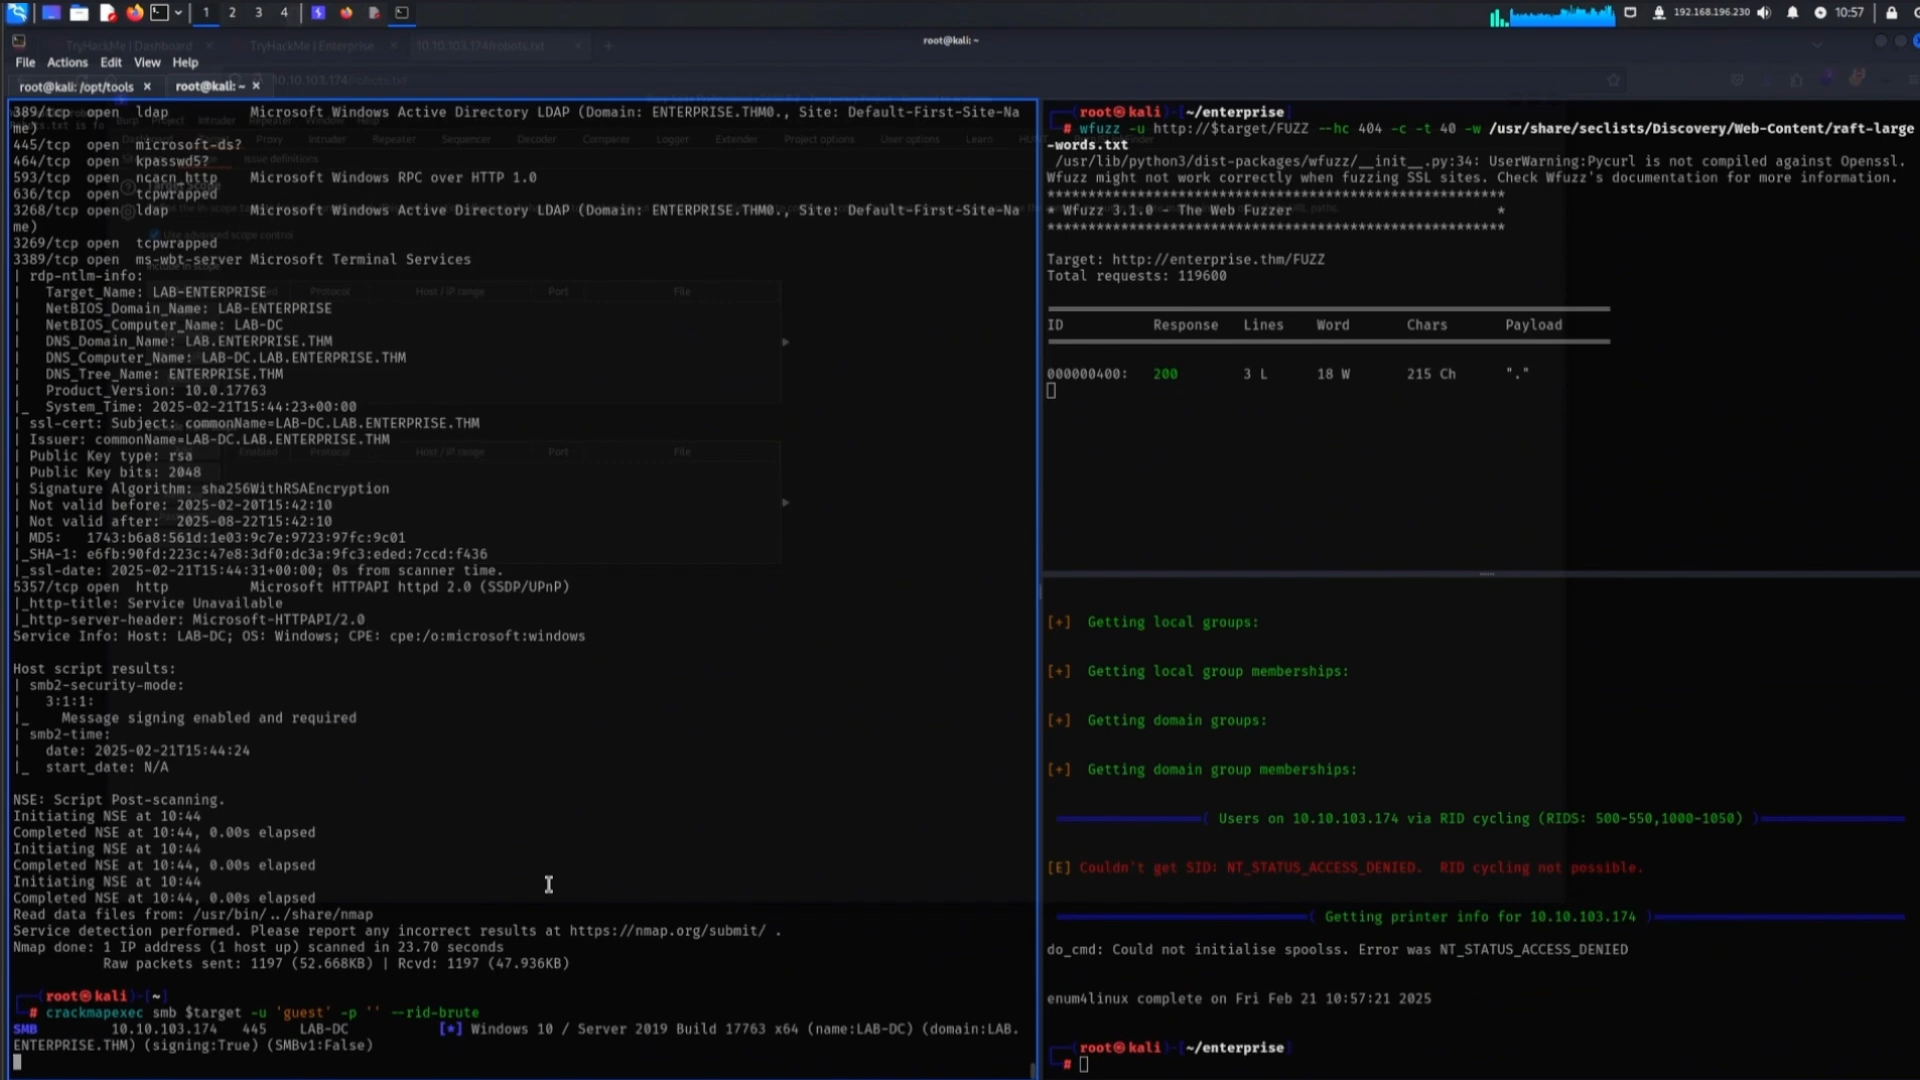 1 2 3 4
192.168.196.230 10:57
TryHackMe | Dashboard × TryHackMe | Enterprise × 10.10.103.174/robots.txt × +
root@kali: ~
File Actions Edit View Help
root@kali: /opt/tools × root@kali: ~ × 10.10.103.174/robots.txt
389/tcp open ldap Microsoft Windows Active Directory LDAP (Domain: ENTERPRISE.THM0., Site: Default-First-Site-Na
me)
445/tcp open microsoft-ds?
464/tcp open kpasswd5?
593/tcp open ncacn_http Microsoft Windows RPC over HTTP 1.0
636/tcp open tcpwrapped
3268/tcp open ldap Microsoft Windows Active Directory LDAP (Domain: ENTERPRISE.THM0., Site: Default-First-Site-Na
me)
3269/tcp open tcpwrapped
3389/tcp open ms-wbt-server Microsoft Terminal Services
| rdp-ntlm-info:
| Target_Name: LAB-ENTERPRISE
| NetBIOS_Domain_Name: LAB-ENTERPRISE
| NetBIOS_Computer_Name: LAB-DC
| DNS_Domain_Name: LAB.ENTERPRISE.THM
| DNS_Computer_Name: LAB-DC.LAB.ENTERPRISE.THM
| DNS_Tree_Name: ENTERPRISE.THM
| Product_Version: 10.0.17763
|_ System_Time: 2025-02-21T15:44:23+00:00
| ssl-cert: Subject: commonName=LAB-DC.LAB.ENTERPRISE.THM
| Issuer: commonName=LAB-DC.LAB.ENTERPRISE.THM
| Public Key type: rsa
| Public Key bits: 2048
| Signature Algorithm: sha256WithRSAEncryption
| Not valid before: 2025-02-20T15:42:10
| Not valid after: 2025-08-22T15:42:10
| MD5: 1743:b6a8:561d:1e03:9c7e:9723:97fc:9c01
|_SHA-1: e6fb:90fd:223c:47e8:3df0:dc3a:9fc3:eded:7ccd:f436
|_ssl-date: 2025-02-21T15:44:31+00:00; 0s from scanner time.
5357/tcp open http Microsoft HTTPAPI httpd 2.0 (SSDP/UPnP)
|_http-title: Service Unavailable
|_http-server-header: Microsoft-HTTPAPI/2.0
Service Info: Host: LAB-DC; OS: Windows; CPE: cpe:/o:microsoft:windows
Host script results:
| smb2-security-mode:
| 3:1:1:
|_ Message signing enabled and required
| smb2-time:
| date: 2025-02-21T15:44:24
|_ start_date: N/A
NSE: Script Post-scanning.
Initiating NSE at 10:44
Completed NSE at 10:44, 0.00s elapsed
Initiating NSE at 10:44
Completed NSE at 10:44, 0.00s elapsed
Initiating NSE at 10:44
Completed NSE at 10:44, 0.00s elapsed
Read data files from: /usr/bin/../share/nmap
Service detection performed. Please report any incorrect results at https://nmap.org/submit/ .
Nmap done: 1 IP address (1 host up) scanned in 23.70 seconds
Raw packets sent: 1197 (52.668KB) | Rcvd: 1197 (47.936KB)
root@kali-[~]
# crackmapexec smb $target -u 'guest' -p '' --rid-brute
SMB 10.10.103.174 445 LAB-DC [*] Windows 10 / Server 2019 Build 17763 x64 (name:LAB-DC) (domain:LAB.
ENTERPRISE.THM) (signing:True) (SMBv1:False)
root@kali-[~/enterprise]
# wfuzz -u http://$target/FUZZ --hc 404 -c -t 40 -w /usr/share/seclists/Discovery/Web-Content/raft-large
-words.txt
/usr/lib/python3/dist-packages/wfuzz/__init__.py:34: UserWarning:Pycurl is not compiled against Openssl.
Wfuzz might not work correctly when fuzzing SSL sites. Check Wfuzz's documentation for more information.
********************************************************
* Wfuzz 3.1.0 - The Web Fuzzer *
********************************************************
Target: http://enterprise.thm/FUZZ
Total requests: 119600
ID Response Lines Word Chars Payload
000000400: 200 3 L 18 W 215 Ch "."
[+] Getting local groups:
[+] Getting local group memberships:
[+] Getting domain groups:
[+] Getting domain group memberships:
( Users on 10.10.103.174 via RID cycling (RIDS: 500-550,1000-1050) )
[E] Couldn't get SID: NT_STATUS_ACCESS_DENIED. RID cycling not possible.
( Getting printer info for 10.10.103.174 )
do_cmd: Could not initialise spoolss. Error was NT_STATUS_ACCESS_DENIED
enum4linux complete on Fri Feb 21 10:57:21 2025
root@kali-[~/enterprise]
#